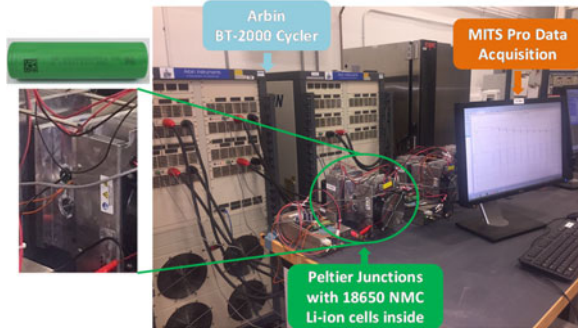 Arbin
BT-2000 Cycler
MITS Pro Data
Acquisition
Peltier Junctions
with 18650 NMC
Li-ion cells inside